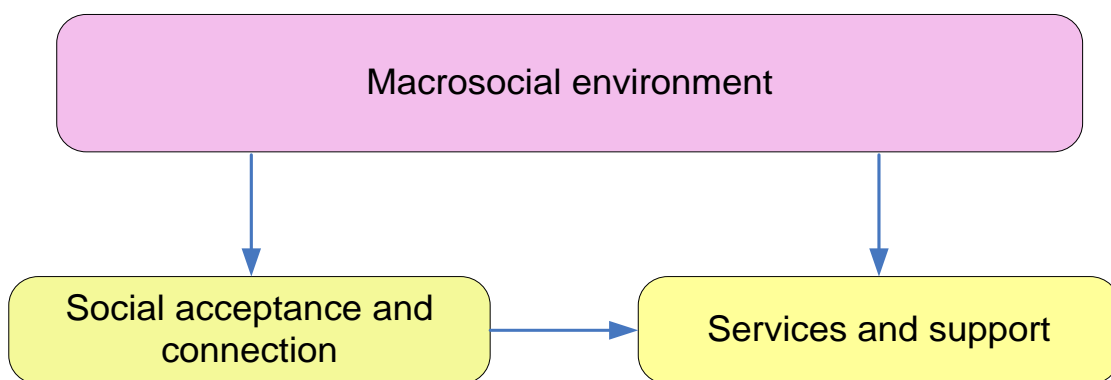 Macrosocial environment
Social acceptance and
connection
Services and support